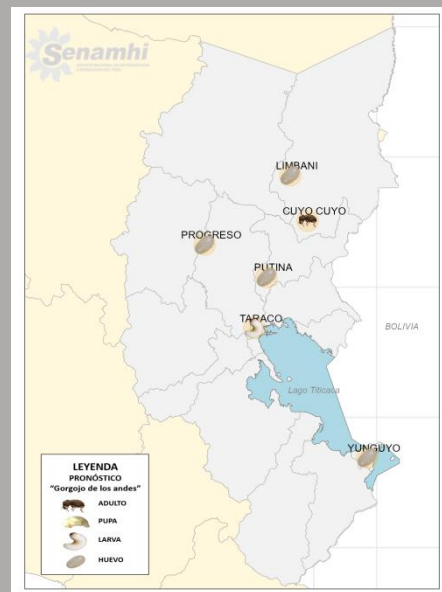 Senamhi
LIMBANI
CUYO CUYO
PROGRESO
PUTINA
TARACO
BOLIVIA
Lago Titicaca
YUNGUYO
LEYENDA
PRONÓSTICO
"Gorgojo de los andes"
ADULTO
PUPA
LARVA
HUEVO